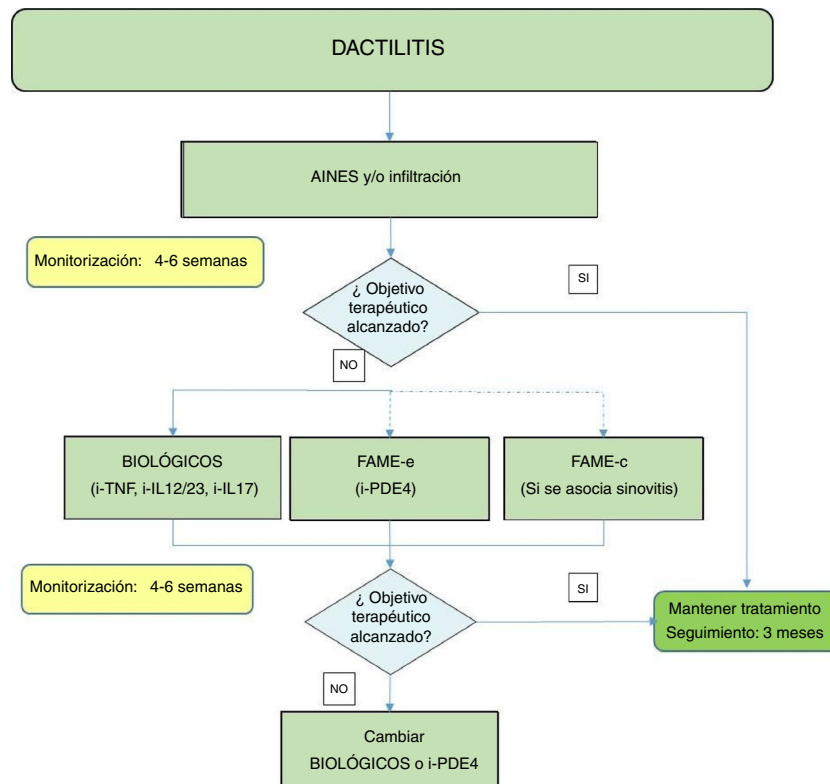 DACTILITIS
AINES y/o infiltración
Monitorización: 4-6 semanas
¿ Objetivo
terapéutico
alcanzado?
SI
NO
BIOLÓGICOS
(i-TNF, i-IL12/23, i-IL17)
FAME-e
(i-PDE4)
FAME-c
(Si se asocia sinovitis)
Monitorización: 4-6 semanas
¿ Objetivo
terapéutico
alcanzado?
SI
Mantener tratamiento
Seguimiento: 3 meses
NO
Cambiar
BIOLÓGICOS o i-PDE4